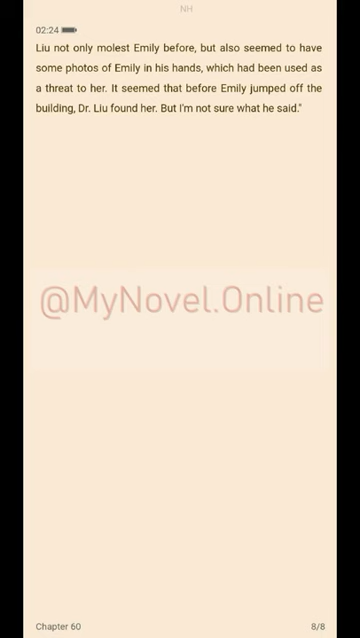 NH
02:24
Liu not only molest Emily before, but also seemed to have
some photos of Emily in his hands, which had been used as
a threat to her. It seemed that before Emily jumped off the
building, Dr. Liu found her. But I'm not sure what he said."
@MyNovel.Online
Chapter 60
8/8